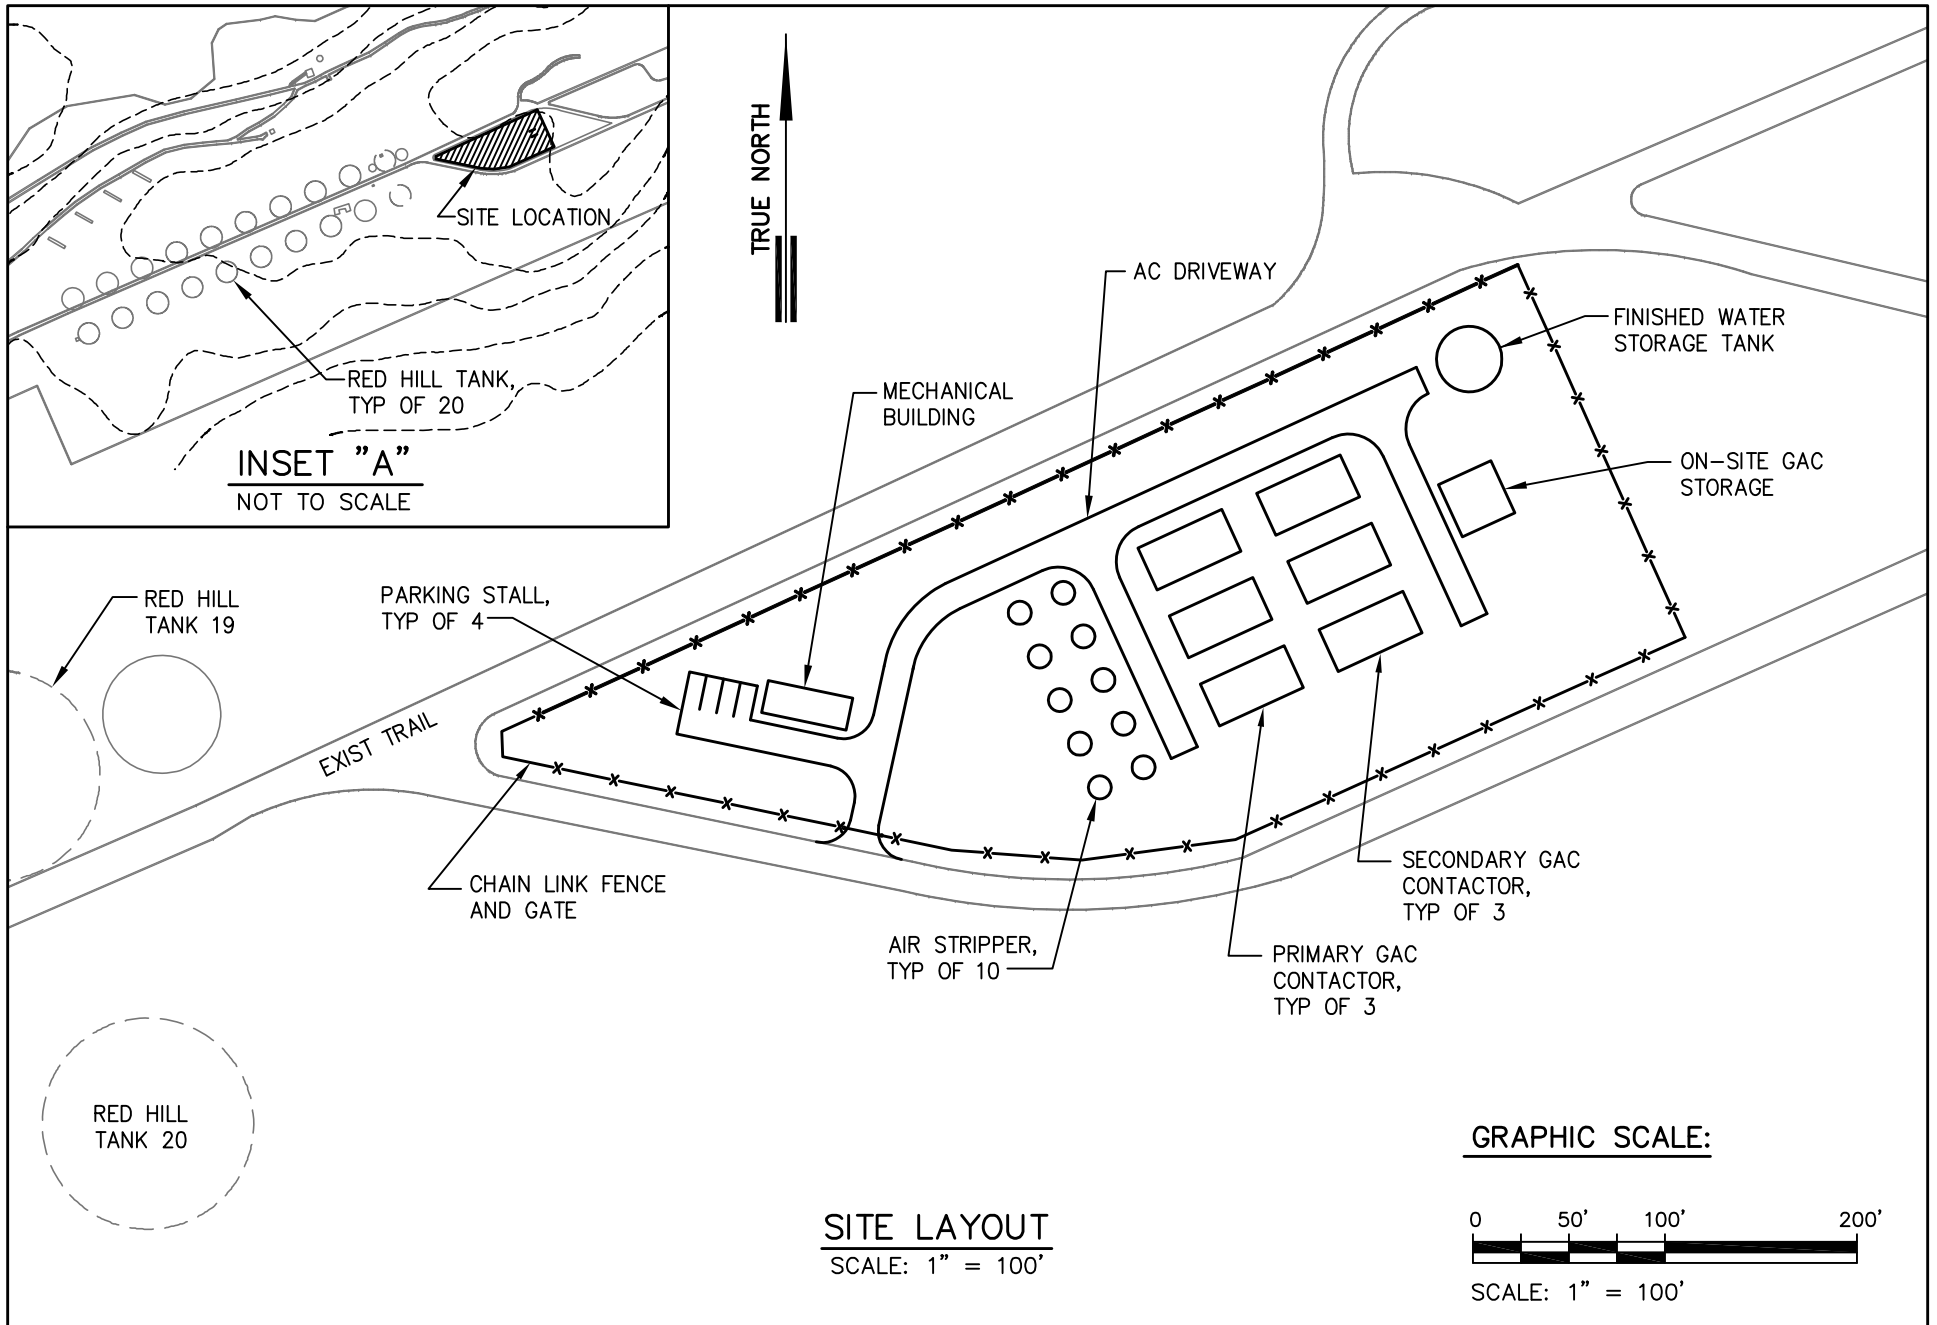 SITE LOCATION
RED HILL TANK,
TYP OF 20
INSET "A"
NOT TO SCALE
TRUE NORTH
AC DRIVEWAY
FINISHED WATER
STORAGE TANK
MECHANICAL
BUILDING
ON-SITE GAC
STORAGE
RED HILL
TANK 19
PARKING STALL,
TYP OF 4
EXIST TRAIL
CHAIN LINK FENCE
AND GATE
SECONDARY GAC
CONTACTOR,
TYP OF 3
AIR STRIPPER,
TYP OF 10
PRIMARY GAC
CONTACTOR,
TYP OF 3
RED HILL
TANK 20
SITE LAYOUT
SCALE: 1" = 100'
GRAPHIC SCALE:
0 50' 100' 200'
SCALE: 1" = 100'